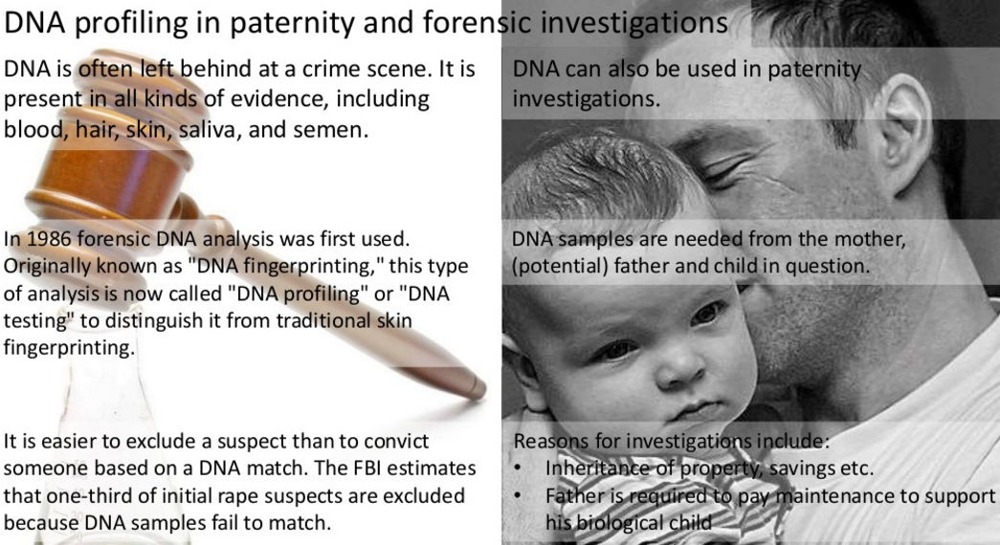 DNA profiling in paternity and forensic investigations
DNA is often left behind at a crime scene. It is
present in all kinds of evidence, including
blood, hair, skin, saliva, and semen.
In 1986 forensic DNA analysis was first used.
Originally known as "DNA fingerprinting," this type
of analysis is now called "DNA profiling" or "DNA
testing" to distinguish it from traditional skin
fingerprinting.
It is easier to exclude a suspect than to convict
someone based on a DNA match. The FBI estimates
that one-third of initial rape suspects are excluded
because DNA samples fail to match.
DNA can also be used in paternity
investigations.
DNA samples are needed from the mother,
(potential) father and child in question.
Reasons for investigations include:
• Inheritance of property, savings etc.
• Father is required to pay maintenance to support
his biological child